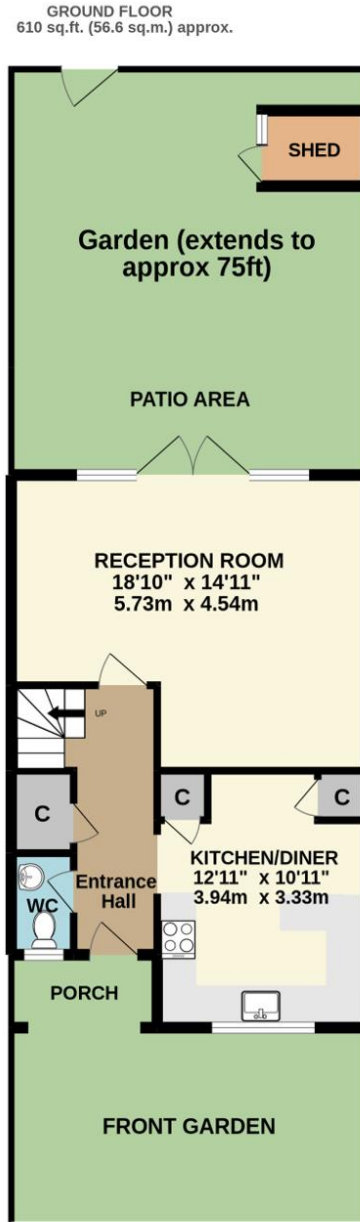 GROUND FLOOR
610 sq.ft. (56.6 sq.m.) approx.
SHED
Garden (extends to
approx 75ft)
PATIO AREA
RECEPTION ROOM
18'10" x 14'11"
5.73m x 4.54m
UP
C
C
C
KITCHEN/DINER
12'11" x 10'11"
3.94m x 3.33m
WC
Entrance
Hall
PORCH
FRONT GARDEN